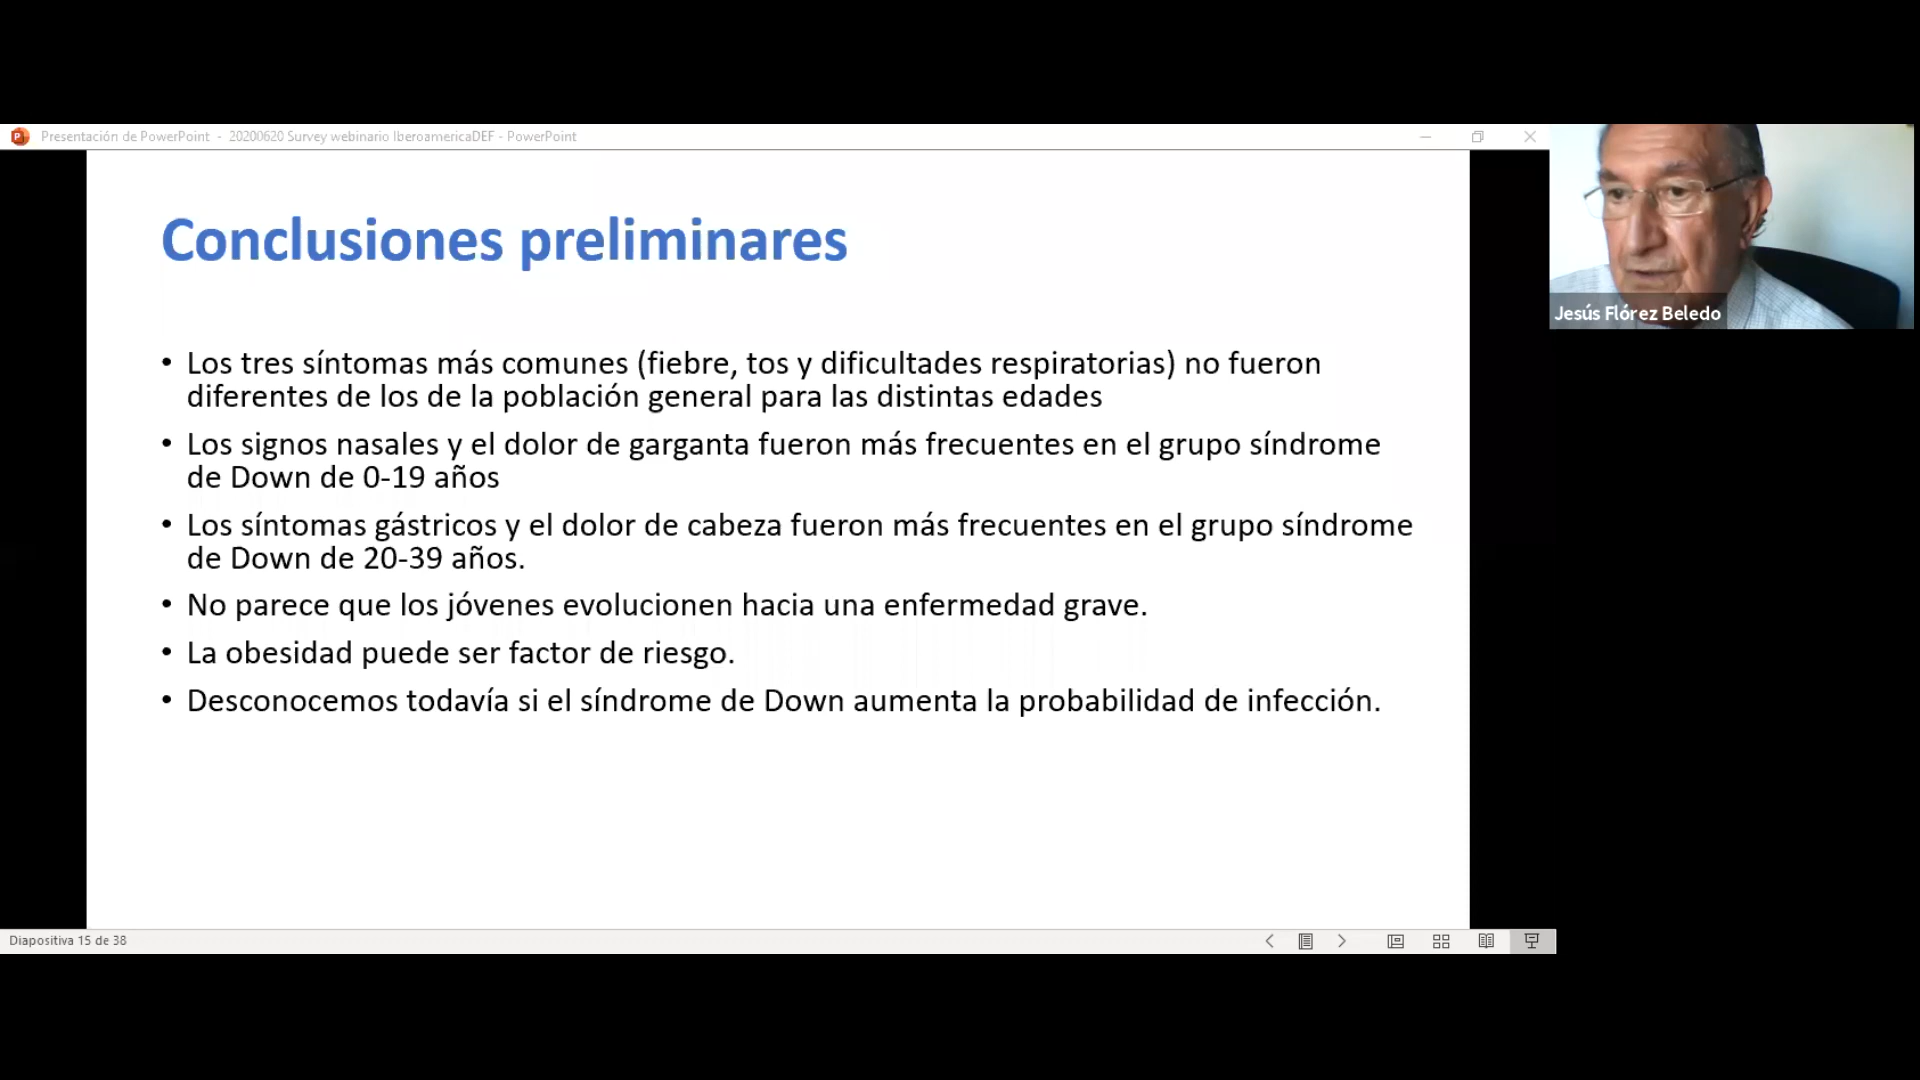 Presentación de PowerPoint - 20200620 Survey webinario IberoamericaDEF - PowerPoint
Conclusiones preliminares
• Los tres síntomas más comunes (fiebre, tos y dificultades respiratorias) no fueron
diferentes de los de la población general para las distintas edades
• Los signos nasales y el dolor de garganta fueron más frecuentes en el grupo síndrome
de Down de 0-19 años
• Los síntomas gástricos y el dolor de cabeza fueron más frecuentes en el grupo síndrome
de Down de 20-39 años.
• No parece que los jóvenes evolucionen hacia una enfermedad grave.
• La obesidad puede ser factor de riesgo.
• Desconocemos todavía si el síndrome de Down aumenta la probabilidad de infección.
Jesús Flórez Beledo
Diapositiva 15 de 38